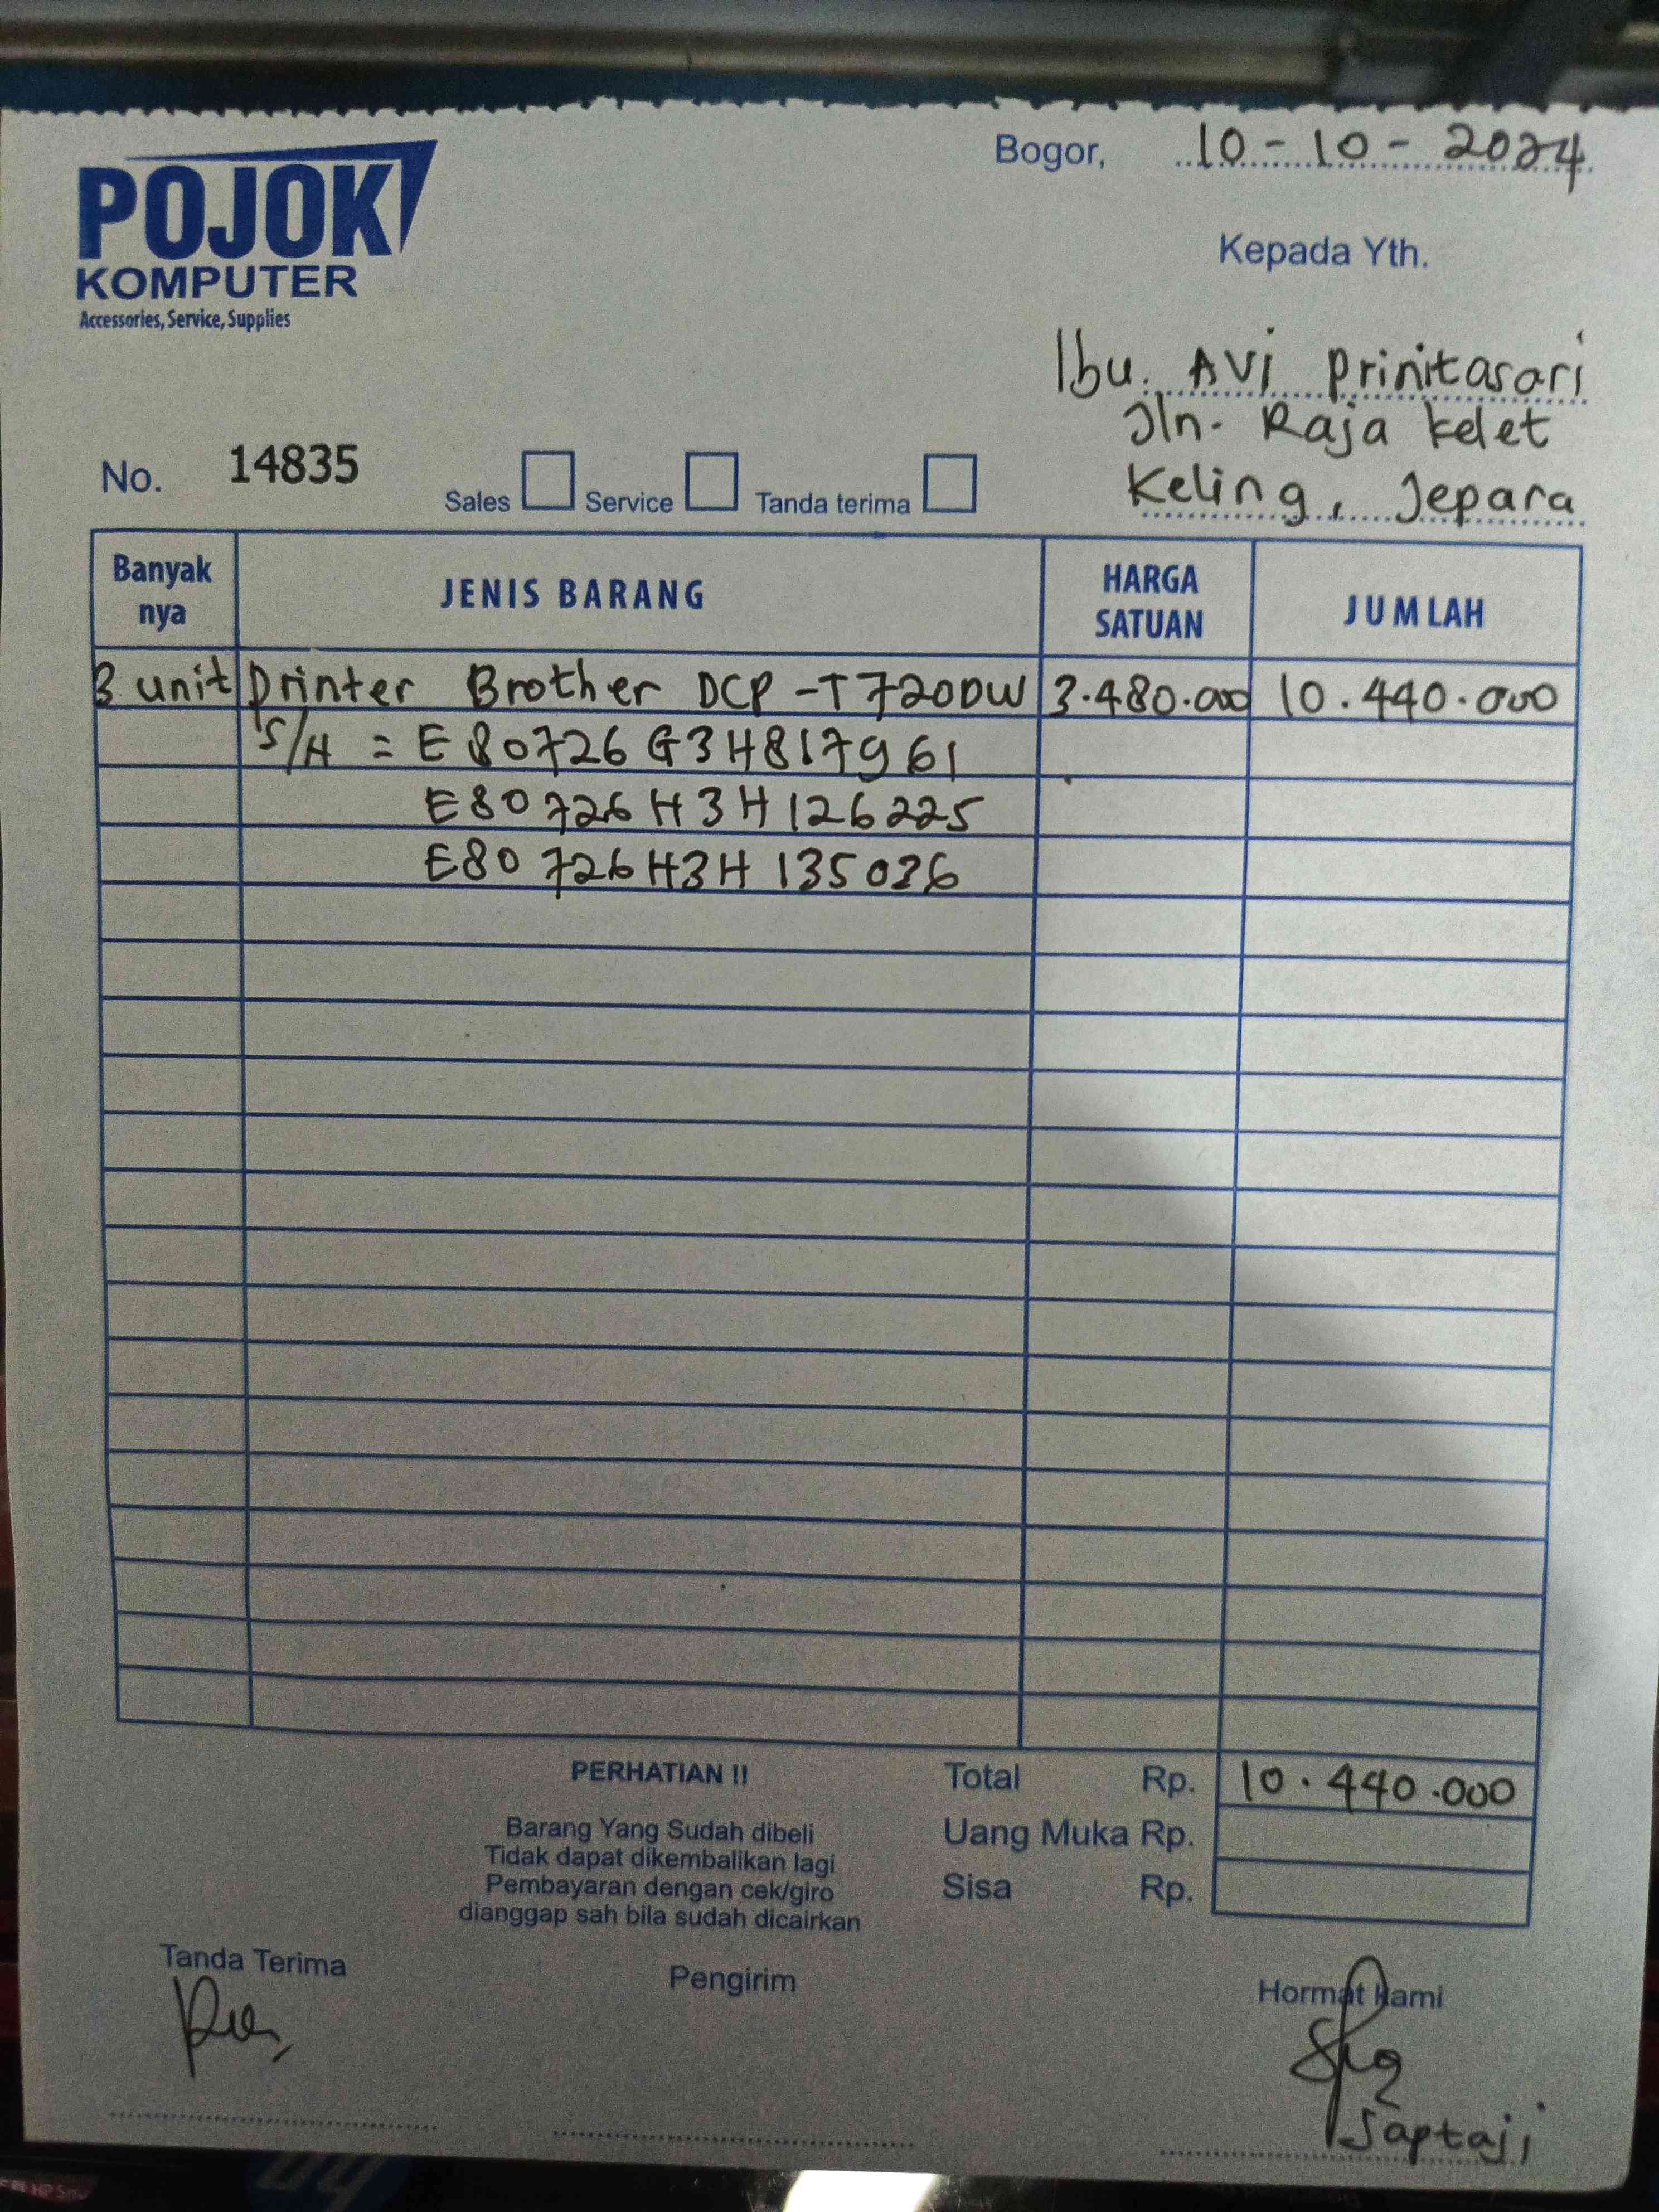 POJOK
KOMPUTER
Accessories, Service, Supplies
Bogor, 10-10-2024
Kepada Yth.
Ibu. Avi Prinitasari
Jln. Raja kelet
Keling, Jepara
No. 14835
Sales Service Tanda terima
Banyak nya JENIS BARANG HARGA SATUAN JUMLAH
3 unit Printer Brother DCP-T720DW 3.480.000 10.440.000
S/H = E80726G3H817961
E80726H3H126225
E80726H3H135036
PERHATIAN !!
Barang Yang Sudah dibeli
Tidak dapat dikembalikan lagi
Pembayaran dengan cek/giro
dianggap sah bila sudah dicairkan
Total Rp. 10.440.000
Uang Muka Rp.
Sisa Rp.
Tanda Terima
Pengirim
Hormat Kami
Saptaji